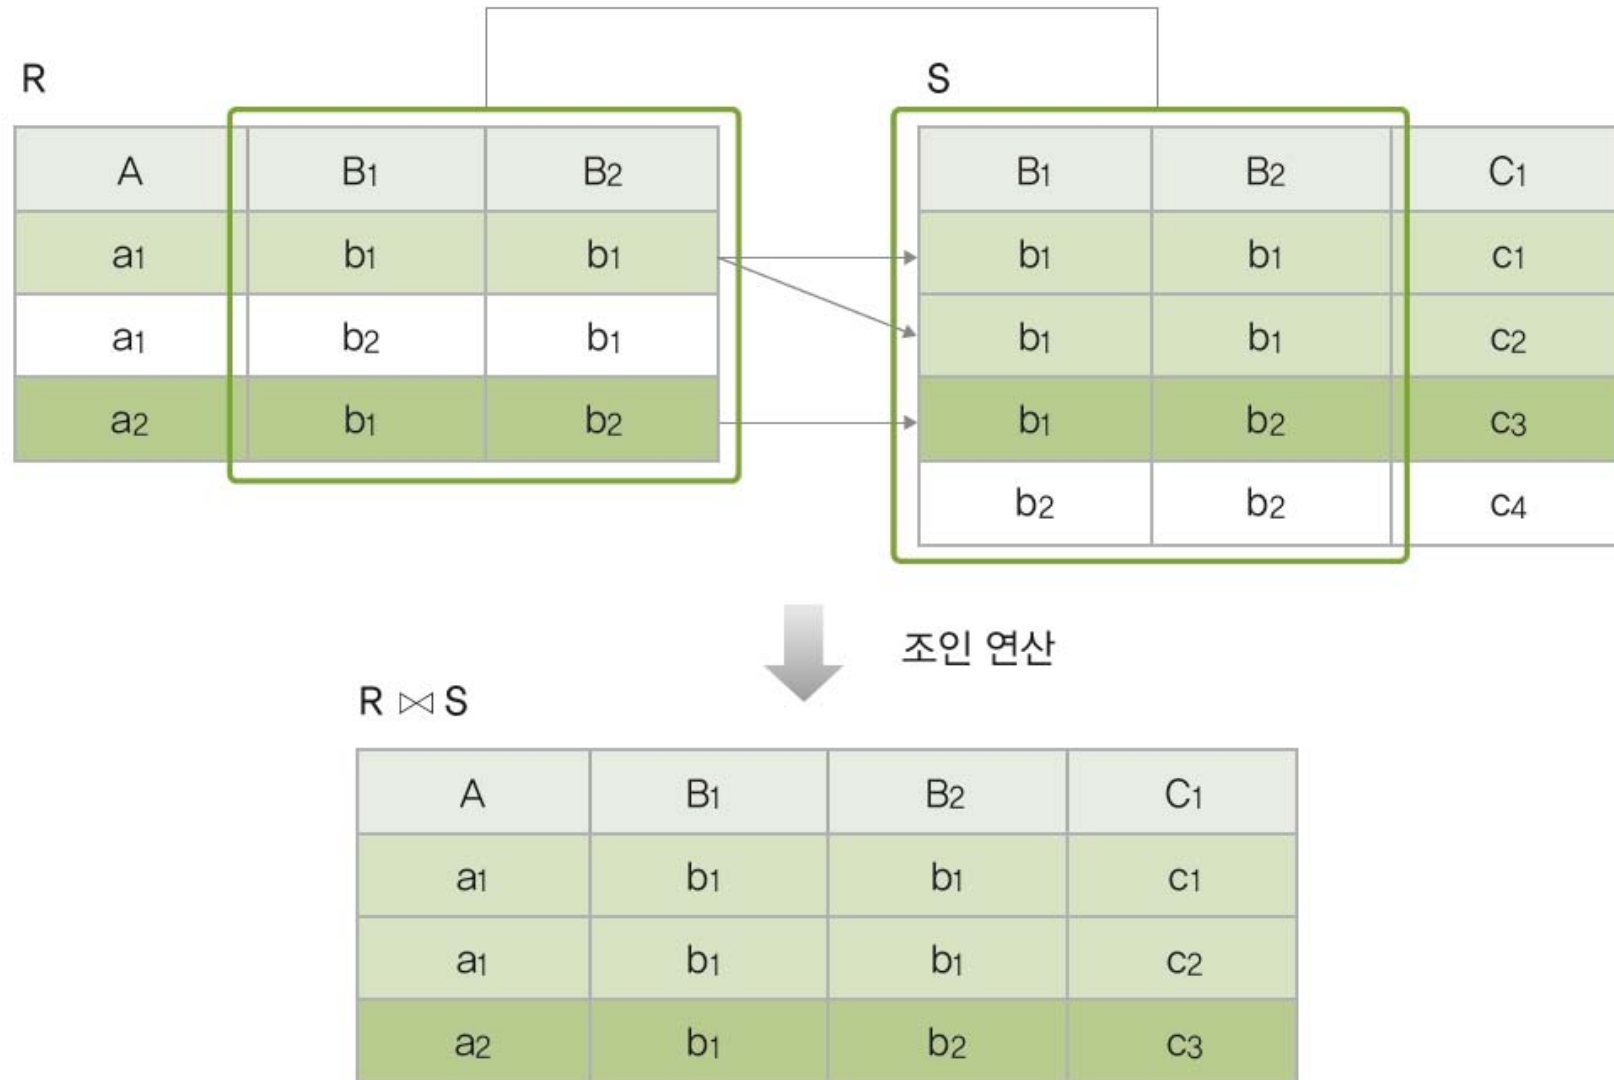 R
A B1 B2
a1 b1 b1
a1 b2 b1
a2 b1 b2
S
B1 B2 C1
b1 b1 c1
b1 b1 c2
b1 b2 c3
b2 b2 c4
조인 연산
R ⋈ S
A B1 B2 C1
a1 b1 b1 c1
a1 b1 b1 c2
a2 b1 b2 c3